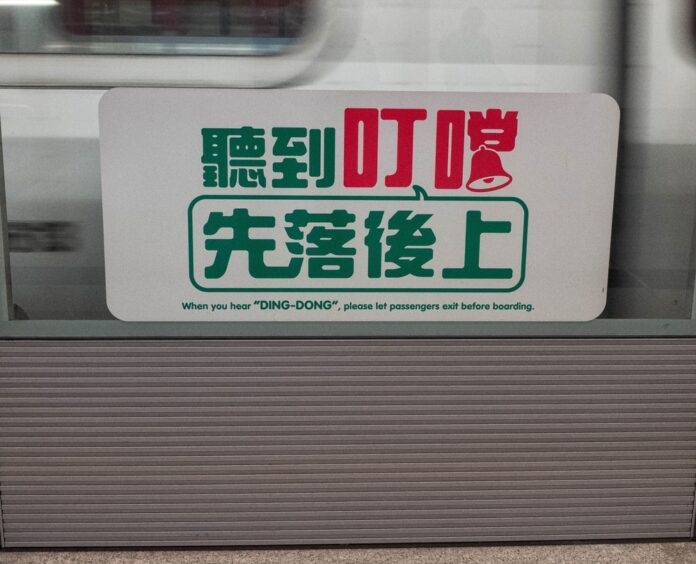 聽到叮噹
先落後上
When you hear “DING-DONG”, please let passengers exit before boarding.